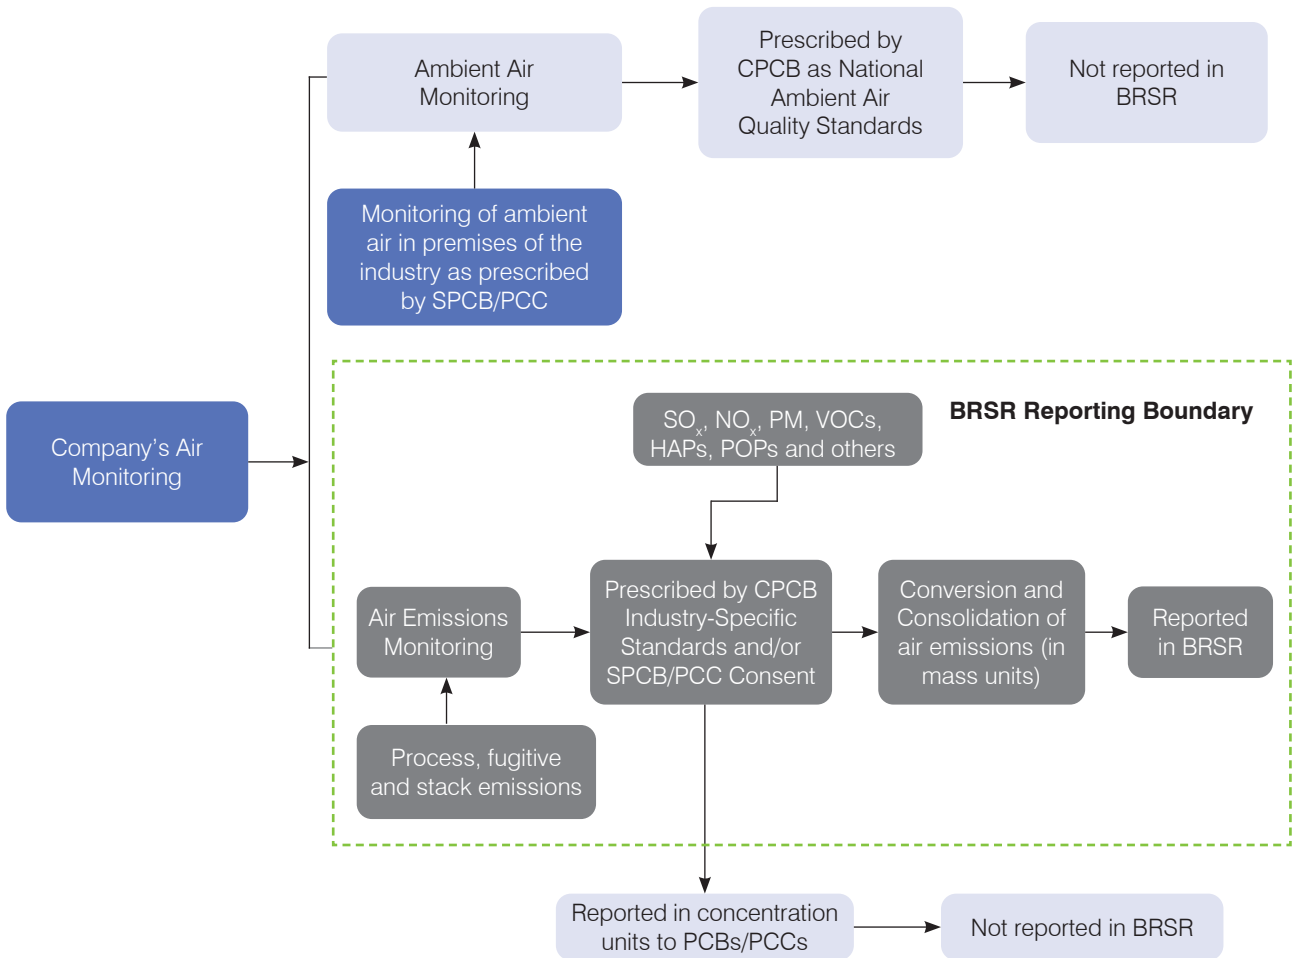 Ambient Air
Monitoring
Prescribed by
CPCB as National
Ambient Air
Quality Standards
Not reported in
BRSR
Monitoring of ambient
air in premises of the
industry as prescribed
by SPCB/PCC
Company's Air
Monitoring
BRSR Reporting Boundary
SOx, NOx, PM, VOCs,
HAPs, POPs and others
Air Emissions
Monitoring
Prescribed by CPCB
Industry-Specific
Standards and/or
SPCB/PCC Consent
Conversion and
Consolidation of
air emissions (in
mass units)
Reported
in BRSR
Process, fugitive
and stack emissions
Reported in concentration
units to PCBs/PCCs
Not reported in BRSR